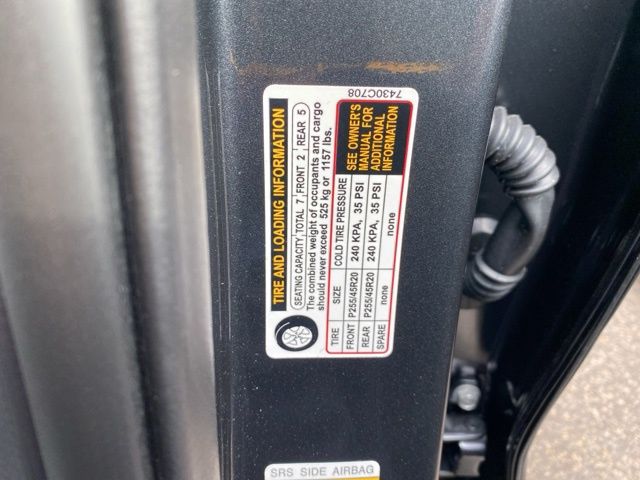 TIRE AND LOADING INFORMATION
SEATING CAPACITY TOTAL 7 FRONT 2 REAR 5
The combined weight of occupants and cargo
should never exceed 525 kg or 1157 lbs.
TIRE SIZE COLD TIRE PRESSURE
FRONT P255/45R20 240 KPA, 35 PSI
REAR P255/45R20 240 KPA, 35 PSI
SPARE none none
SEE OWNER'S
MANUAL FOR
ADDITIONAL
INFORMATION
7430C708
SRS SIDE AIRBAG